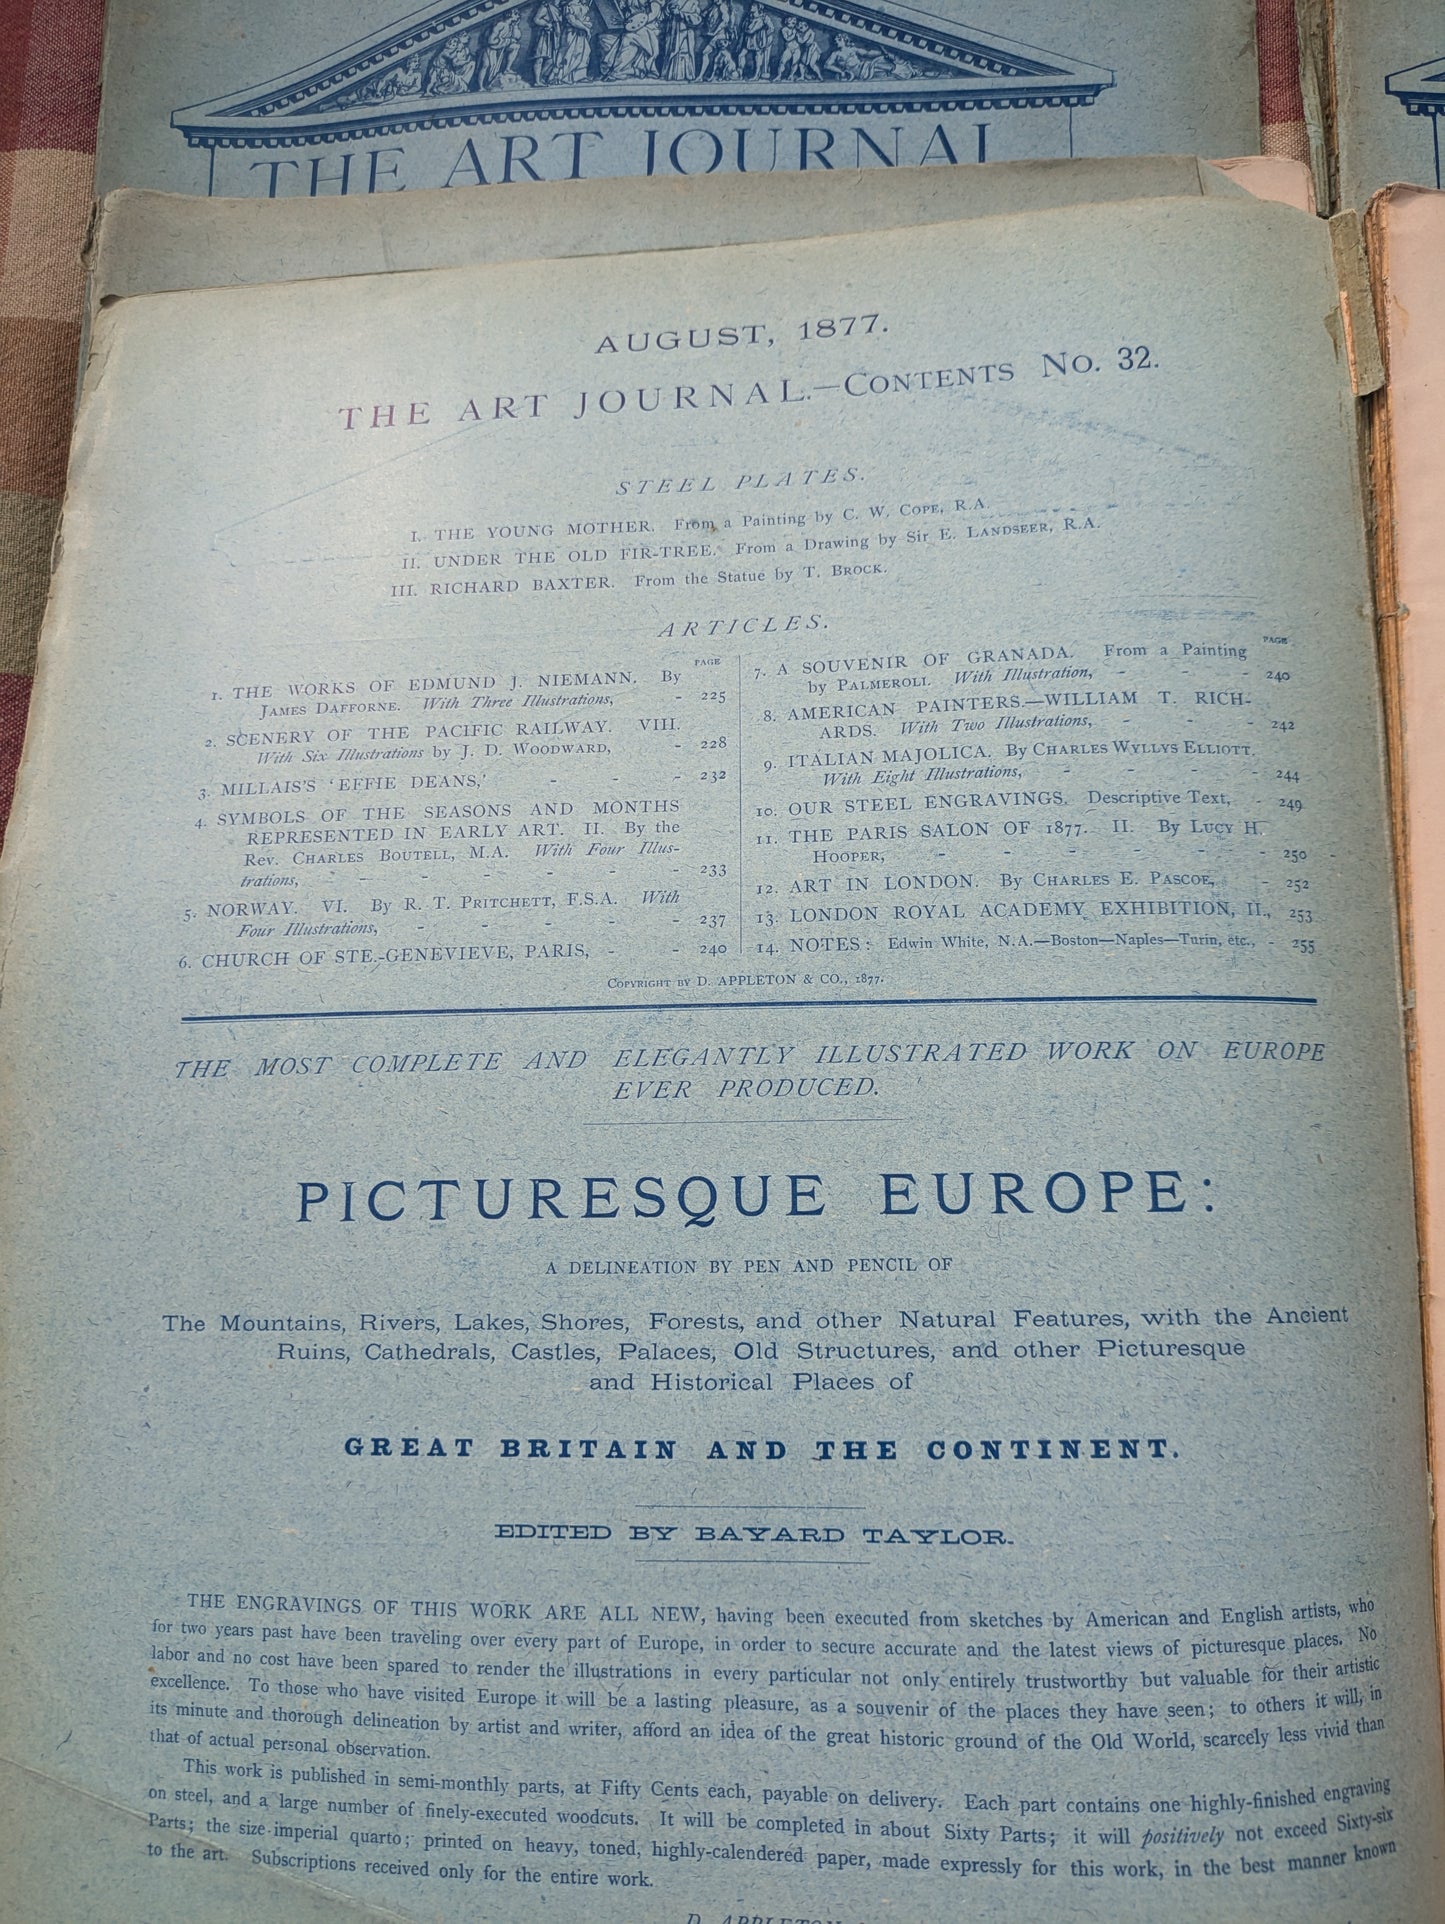 THE ART JOURNAL
AUGUST, 1877.
THE ART JOURNAL.—CONTENTS No. 32.
STEEL PLATES.
I. THE YOUNG MOTHER. From a Painting by C. W. COPE, R.A.
II. UNDER THE OLD FIR-TREE. From a Drawing by Sir E. LANDSEER, R.A.
III. RICHARD BAXTER. From the Statue by T. BROCK.
ARTICLES.
PAGE
1. THE WORKS OF EDMUND J. NIEMANN. By
JAMES DAFFORNE. With Three Illustrations, - 225
2. SCENERY OF THE PACIFIC RAILWAY. VIII.
With Six Illustrations by J. D. WOODWARD, - 228
3. MILLAIS'S 'EFFIE DEANS,' - - - 232
4. SYMBOLS OF THE SEASONS AND MONTHS
REPRESENTED IN EARLY ART. II. By the
Rev. CHARLES BOUTELL, M.A. With Four Illus-
trations, - - - - - - 233
5. NORWAY. VI. By R. T. PRITCHETT, F.S.A. With
Four Illustrations, - - - - 237
6. CHURCH OF STE.-GENEVIEVE, PARIS, - 240
PAGE
7. A SOUVENIR OF GRANADA. From a Painting
by PALMEROLI. With Illustration, - - - 240
8. AMERICAN PAINTERS.—WILLIAM T. RICH-
ARDS. With Two Illustrations, - - - 242
9. ITALIAN MAJOLICA. By CHARLES WYLLYS ELLIOTT.
With Eight Illustrations, - - - - 244
10. OUR STEEL ENGRAVINGS. Descriptive Text, - 249
11. THE PARIS SALON OF 1877. II. By LUCY H.
HOOPER, - - - - - - 250
12. ART IN LONDON. By CHARLES E. PASCOE, - 252
13. LONDON ROYAL ACADEMY EXHIBITION, II., 253
14. NOTES: Edwin White, N.A.—Boston—Naples—Turin, etc., - 255
COPYRIGHT BY D. APPLETON & CO., 1877.
THE MOST COMPLETE AND ELEGANTLY ILLUSTRATED WORK ON EUROPE
EVER PRODUCED.
PICTURESQUE EUROPE:
A DELINEATION BY PEN AND PENCIL OF
The Mountains, Rivers, Lakes, Shores, Forests, and other Natural Features, with the Ancient
Ruins, Cathedrals, Castles, Palaces, Old Structures, and other Picturesque
and Historical Places of
GREAT BRITAIN AND THE CONTINENT.
EDITED BY BAYARD TAYLOR.
THE ENGRAVINGS OF THIS WORK ARE ALL NEW, having been executed from sketches by American and English artists, who
for two years past have been traveling over every part of Europe, in order to secure accurate and the latest views of picturesque places. No
labor and no cost have been spared to render the illustrations in every particular not only entirely trustworthy but valuable for their artistic
excellence. To those who have visited Europe it will be a lasting pleasure, as a souvenir of the places they have seen; to others it will, in
its minute and thorough delineation by artist and writer, afford an idea of the great historic ground of the Old World, scarcely less vivid than
that of actual personal observation.
This work is published in semi-monthly parts, at Fifty Cents each, payable on delivery. Each part contains one highly-finished engraving
on steel, and a large number of finely-executed woodcuts. It will be completed in about Sixty Parts; it will positively not exceed Sixty-six
Parts; the size imperial quarto; printed on heavy, toned, highly-calendered paper, made expressly for this work, in the best manner known
to the art. Subscriptions received only for the entire work.
D. APPLETON